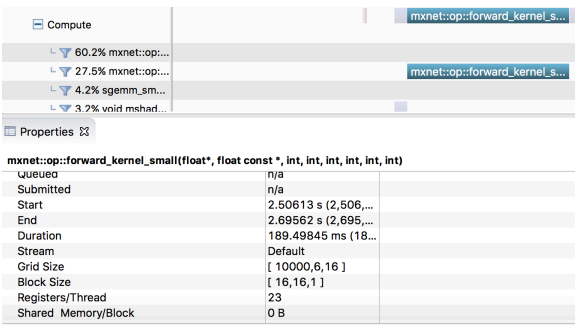 mxnet::op::forward_kernel_s...
Compute
60.2% mxnet::op:...
27.5% mxnet::op:... mxnet::op::forward_kernel_s...
4.2% sgemm_sm...
3.2% void mshad...
Properties
mxnet::op::forward_kernel_small(float*, float const *, int, int, int, int, int, int)
Queued n/a
Submitted n/a
Start 2.50613 s (2,506,...
End 2.69562 s (2,695,...
Duration 189.49845 ms (18...
Stream Default
Grid Size [ 10000,6,16 ]
Block Size [ 16,16,1 ]
Registers/Thread 23
Shared Memory/Block 0 B